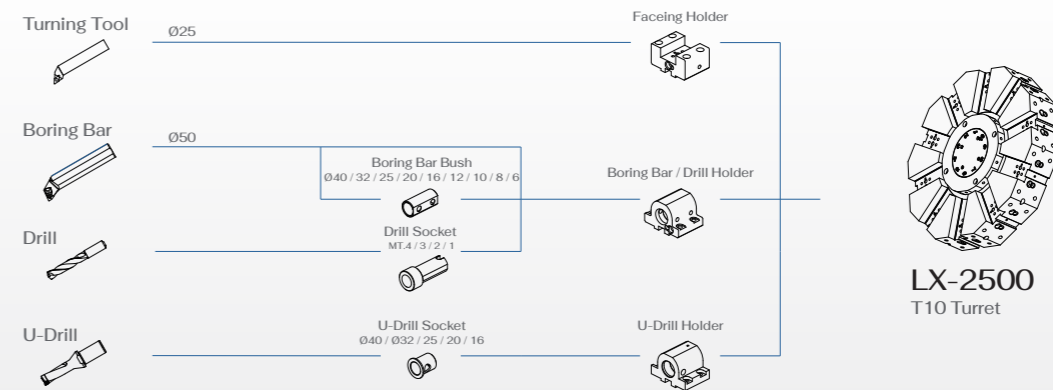 Turning Tool
Ø25
Faceing Holder
Boring Bar
Ø50
Boring Bar Bush
Ø40 / 32 / 25 / 20 / 16 / 12 / 10 / 8 / 6
Boring Bar / Drill Holder
Drill
Drill Socket
MT.4 / 3 / 2 / 1
LX-2500
T10 Turret
U-Drill
U-Drill Socket
Ø40 / Ø32 / 25 / 20 / 16
U-Drill Holder